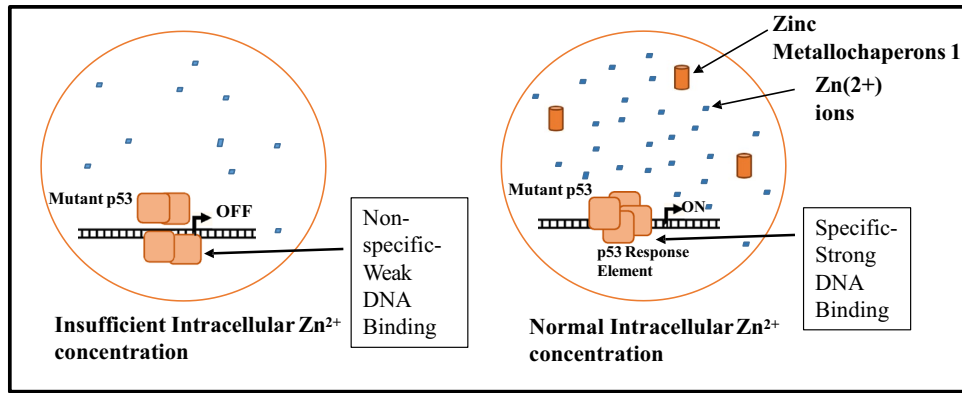 Mutant p53
OFF
Non-
specific-
Weak
DNA
Binding
Insufficient Intracellular Zn²⁺
concentration
Zinc
Metallochaperons 1
Zn(2+)
ions
Mutant p53
ON
p53 Response
Element
Specific-
Strong
DNA
Binding
Normal Intracellular Zn²⁺
concentration